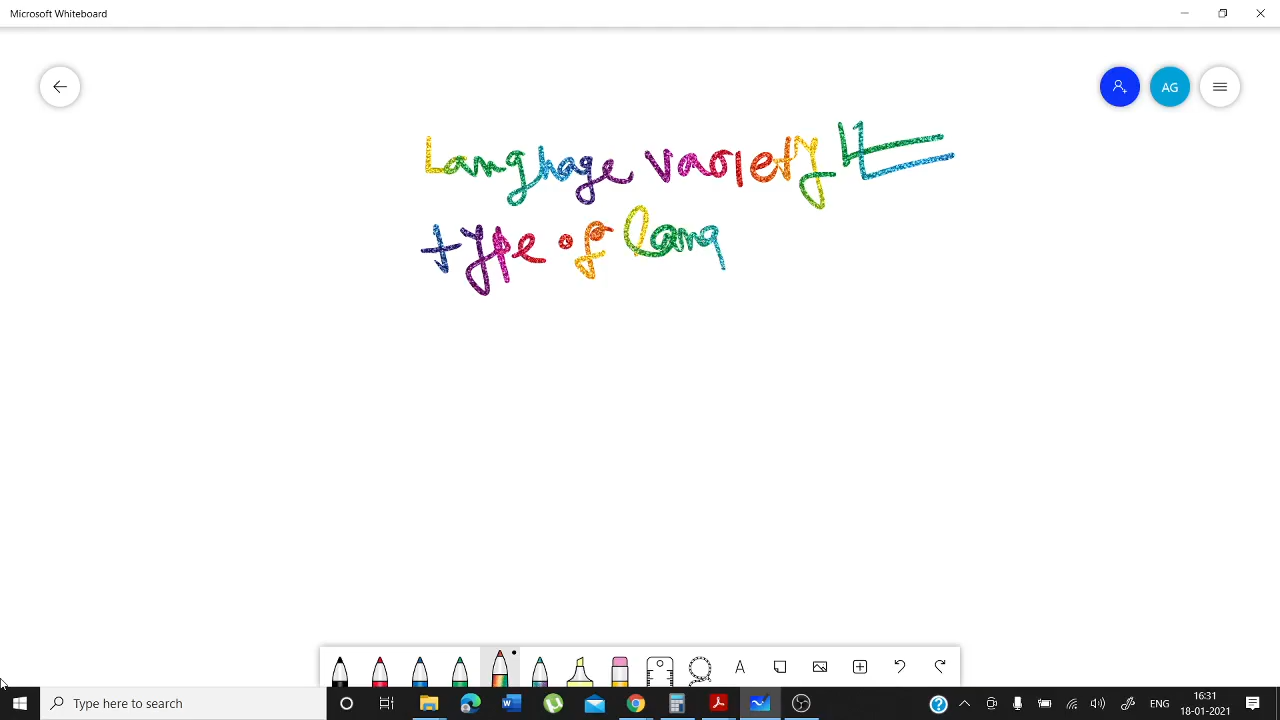 Microsoft Whiteboard
AG
Language variety
type of lang
A
Type here to search
ENG
16:31
18-01-2021